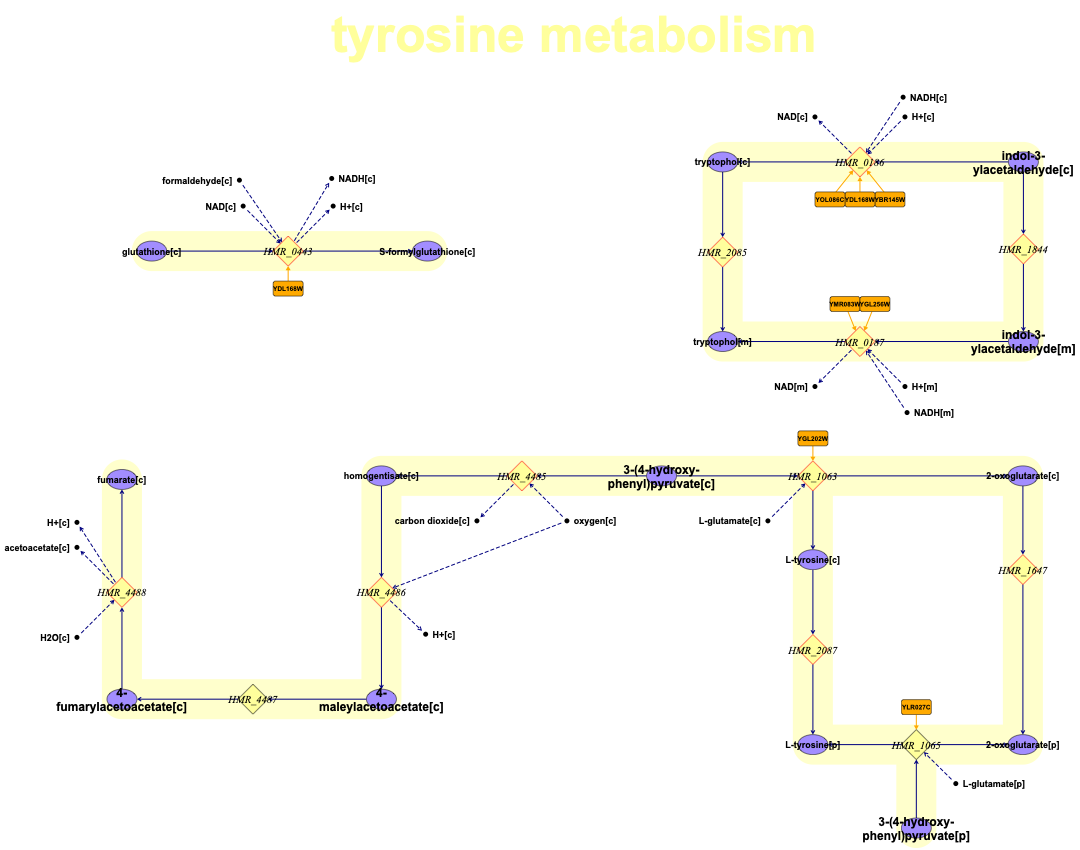 tyrosine metabolism
NADH[c]
NAD[c]
H+[c]
tryptophol[c]
HMR_0186
indol-3-
ylacetaldehyde[c]
YOL086C
YDL168W
YBR145W
formaldehyde[c]
NADH[c]
NAD[c]
H+[c]
glutathione[c]
HMR_0443
S-formylglutathione[c]
YDL168W
HMR_2085
HMR_1844
YMR083W
YGL256W
tryptophol[m]
HMR_0187
indol-3-
ylacetaldehyde[m]
NAD[m]
H+[m]
NADH[m]
YGL202W
fumarate[c]
homogentisate[c]
HMR_4485
3-(4-hydroxy-
phenyl)pyruvate[c]
HMR_1063
2-oxoglutarate[c]
H+[c]
carbon dioxide[c]
oxygen[c]
L-glutamate[c]
acetoacetate[c]
L-tyrosine[c]
HMR_1647
HMR_4488
HMR_4486
H2O[c]
H+[c]
HMR_2087
4-
fumarylacetoacetate[c]
HMR_4487
4-
maleylacetoacetate[c]
YLR027C
L-tyrosine[p]
HMR_1065
2-oxoglutarate[p]
L-glutamate[p]
3-(4-hydroxy-
phenyl)pyruvate[p]